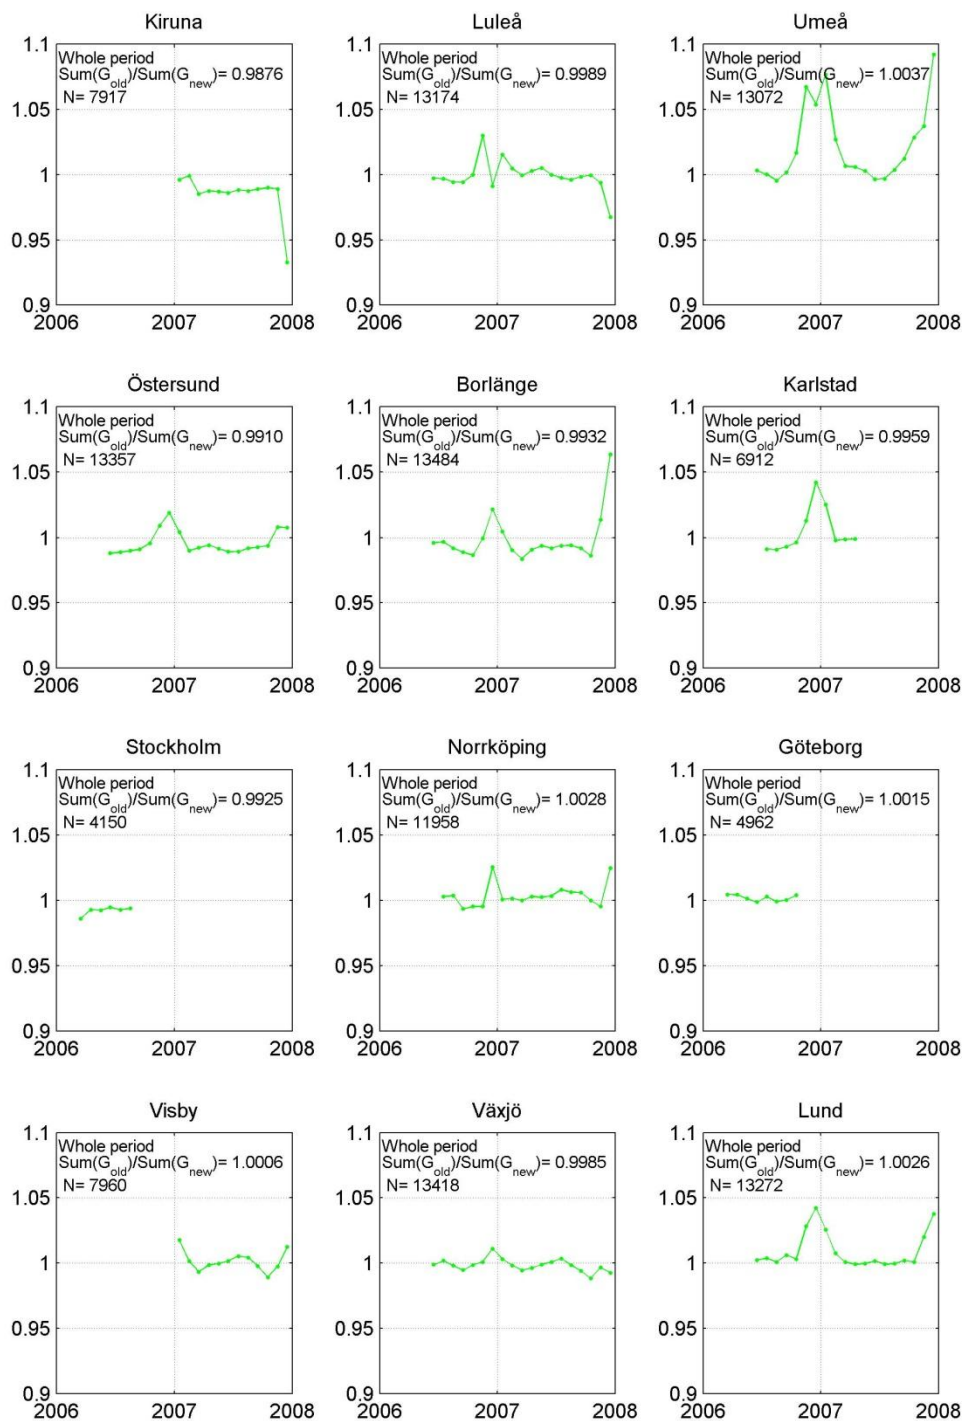 Kiruna
Whole period
Sum(G_old)/Sum(G_new)= 0.9876
N= 7917
1.1
1.05
1
0.95
0.9
2006 2007 2008
Luleå
Whole period
Sum(G_old)/Sum(G_new)= 0.9989
N= 13174
1.1
1.05
1
0.95
0.9
2006 2007 2008
Umeå
Whole period
Sum(G_old)/Sum(G_new)= 1.0037
N= 13072
1.1
1.05
1
0.95
0.9
2006 2007 2008
Östersund
Whole period
Sum(G_old)/Sum(G_new)= 0.9910
N= 13357
1.1
1.05
1
0.95
0.9
2006 2007 2008
Borlänge
Whole period
Sum(G_old)/Sum(G_new)= 0.9932
N= 13484
1.1
1.05
1
0.95
0.9
2006 2007 2008
Karlstad
Whole period
Sum(G_old)/Sum(G_new)= 0.9959
N= 6912
1.1
1.05
1
0.95
0.9
2006 2007 2008
Stockholm
Whole period
Sum(G_old)/Sum(G_new)= 0.9925
N= 4150
1.1
1.05
1
0.95
0.9
2006 2007 2008
Norrköping
Whole period
Sum(G_old)/Sum(G_new)= 1.0028
N= 11958
1.1
1.05
1
0.95
0.9
2006 2007 2008
Göteborg
Whole period
Sum(G_old)/Sum(G_new)= 1.0015
N= 4962
1.1
1.05
1
0.95
0.9
2006 2007 2008
Visby
Whole period
Sum(G_old)/Sum(G_new)= 1.0006
N= 7960
1.1
1.05
1
0.95
0.9
2006 2007 2008
Växjö
Whole period
Sum(G_old)/Sum(G_new)= 0.9985
N= 13418
1.1
1.05
1
0.95
0.9
2006 2007 2008
Lund
Whole period
Sum(G_old)/Sum(G_new)= 1.0026
N= 13272
1.1
1.05
1
0.95
0.9
2006 2007 2008